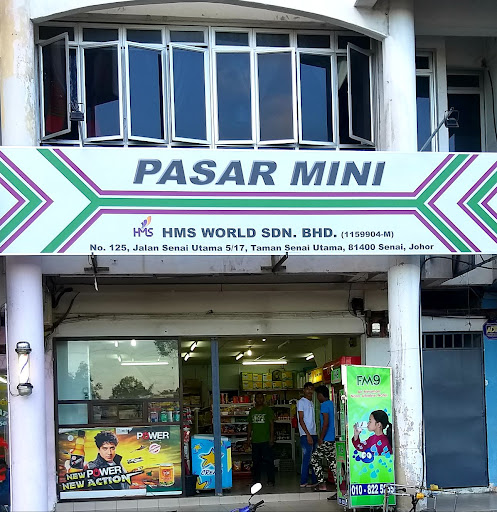 PASAR MINI
HMS HMS WORLD SDN. BHD. (1159904-M)
No. 125, Jalan Senai Utama 5/17, Taman Senai Utama, 81400 Senai, Johor
FM9
POWER
NEW POWER
NEW ACTION
010 - 822